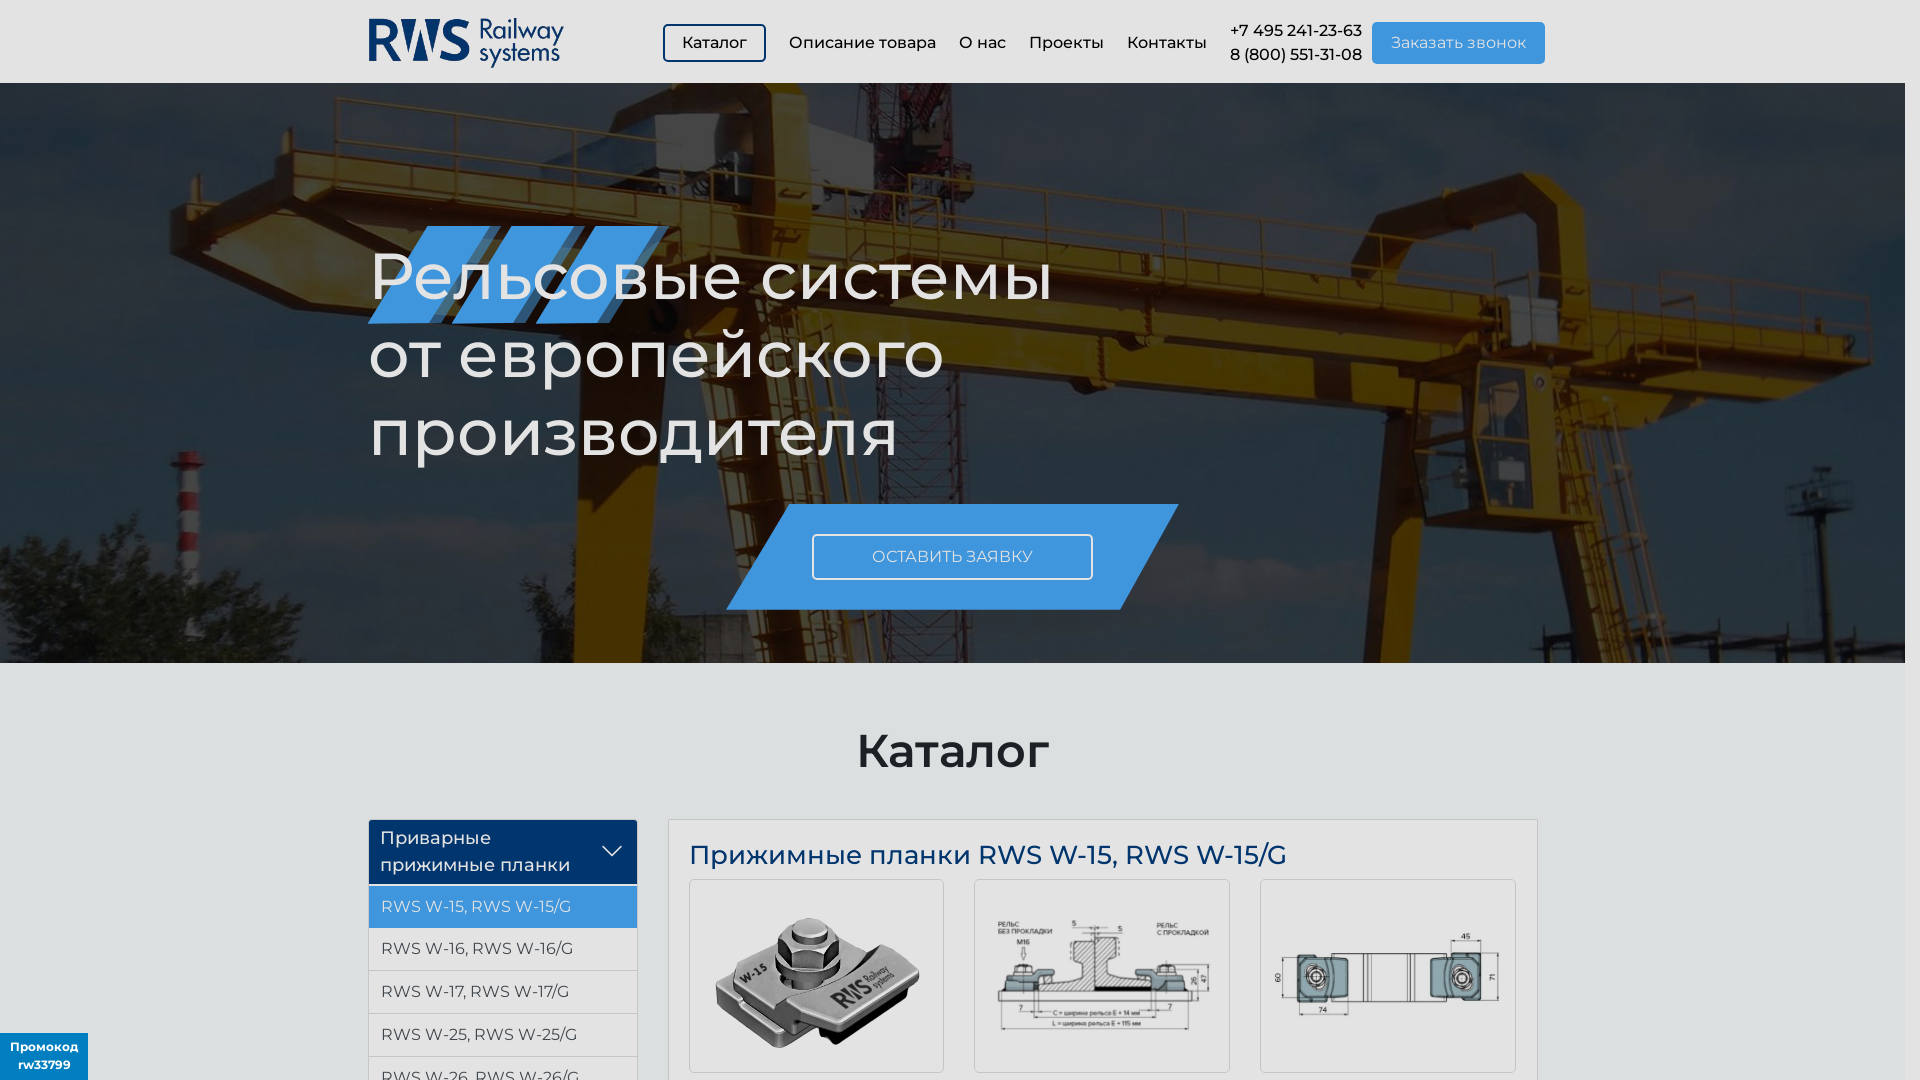 RWS Railway systems
Каталог
Описание товара
О нас
Проекты
Контакты
+7 495 241-23-63
8 (800) 551-31-08
Заказать звонок
Рельсовые системы
от европейского
производителя
ОСТАВИТЬ ЗАЯВКУ
Каталог
Приварные
прижимные планки
RWS W-15, RWS W-15/G
RWS W-16, RWS W-16/G
RWS W-17, RWS W-17/G
RWS W-25, RWS W-25/G
RWS W-26, RWS W-26/G
Прижимные планки RWS W-15, RWS W-15/G
W-15
RWS Railway systems
РЕЛЬС
БЕЗ ПРОКЛАДКИ
M16
5
5
РЕЛЬС
С ПРОКЛАДКОЙ
26
47
7
7
C = ширина рельса E + 14 мм
L = ширина рельса E + 115 мм
45
60
71
74
Промокод
rw33799